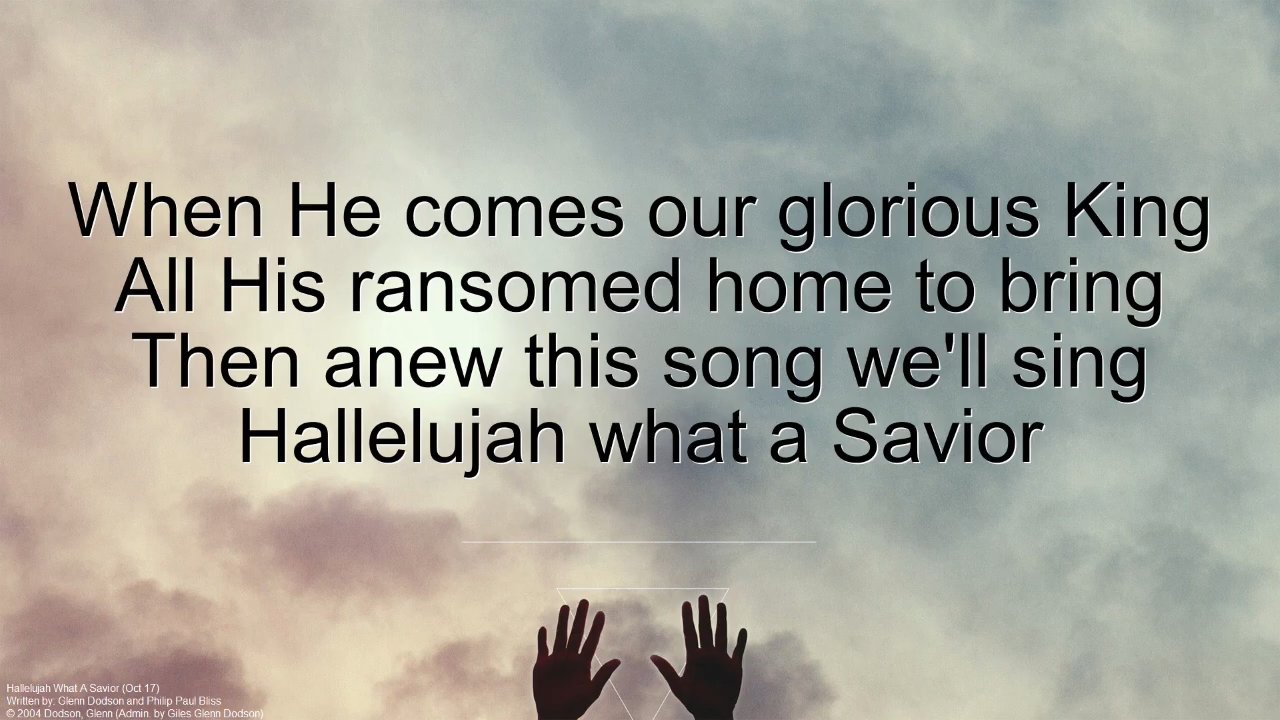 When He comes our glorious King
All His ransomed home to bring
Then anew this song we'll sing
Hallelujah what a Savior
Hallelujah What A Savior (Oct 17)
Written by: Glenn Dodson and Philip Paul Bliss
© 2004 Dodson, Glenn (Admin. by Giles Glenn Dodson)